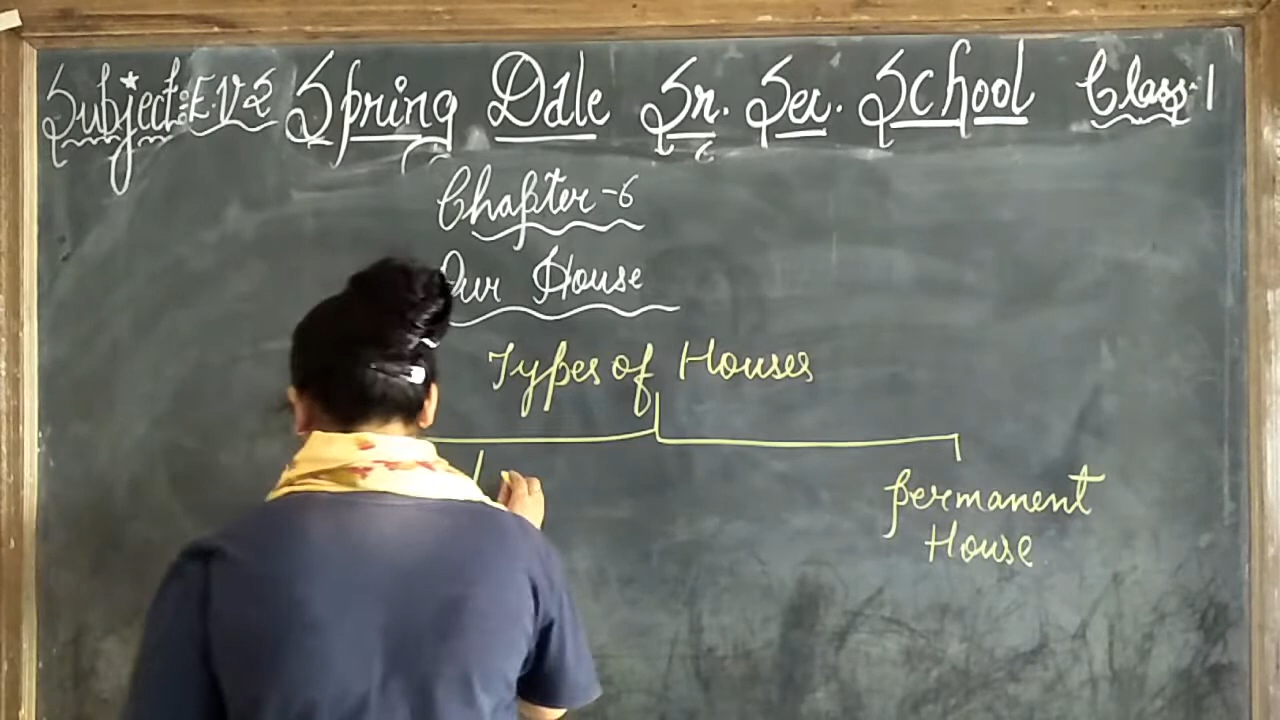 Subject:E.V.S Spring Dale Sr. Sec. School Class-1
Chapter-6
Our House
Types of Houses
permanent
House